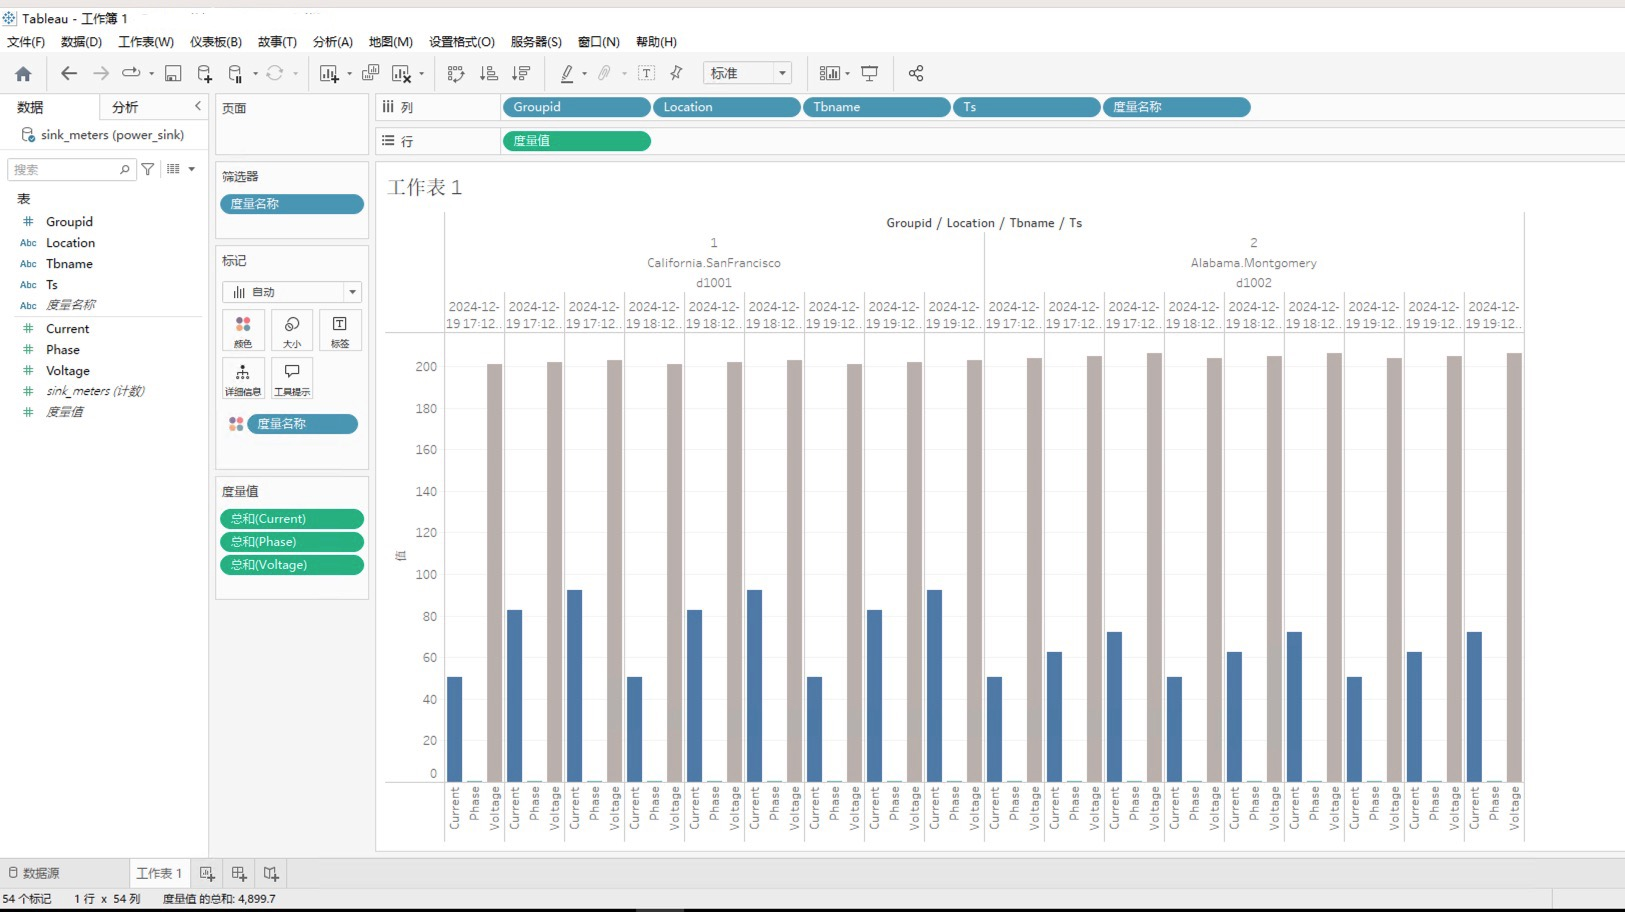 Tableau - 工作簿 1
文件(F) 数据(D) 工作表(W) 仪表板(B) 故事(T) 分析(A) 地图(M) 设置格式(O) 服务器(S) 窗口(N) 帮助(H)
标准
数据 分析
sink_meters (power_sink)
搜索
表
Groupid
Abc Location
Abc Tbname
Abc Ts
Abc 度量名称
Current
Phase
Voltage
sink_meters (计数)
度量值
页面
筛选器
度量名称
标记
自动
颜色 大小 标签
详细信息 工具提示
度量名称
度量值
总和(Current)
总和(Phase)
总和(Voltage)
列 Groupid Location Tbname Ts 度量名称
行 度量值
工作表 1
Groupid / Location / Tbname / Ts
1 2
California.SanFrancisco Alabama.Montgomery
d1001 d1002
2024-12- 2024-12- 2024-12- 2024-12- 2024-12- 2024-12- 2024-12- 2024-12- 2024-12- 2024-12- 2024-12- 2024-12- 2024-12- 2024-12- 2024-12- 2024-12- 2024-12- 2024-12-
19 17:12.. 19 17:12.. 19 17:12.. 19 18:12.. 19 18:12.. 19 18:12.. 19 19:12.. 19 19:12.. 19 19:12.. 19 17:12.. 19 17:12.. 19 17:12.. 19 18:12.. 19 18:12.. 19 18:12.. 19 19:12.. 19 19:12.. 19 19:12..
200
180
160
140
120
100
80
60
40
20
0
值
Current Phase Voltage Current Phase Voltage Current Phase Voltage Current Phase Voltage Current Phase Voltage Current Phase Voltage Current Phase Voltage Current Phase Voltage Current Phase Voltage Current Phase Voltage Current Phase Voltage Current Phase Voltage Current Phase Voltage Current Phase Voltage Current Phase Voltage Current Phase Voltage Current Phase Voltage Current Phase Voltage
数据源 工作表 1
54 个标记 1 行 x 54 列 度量值 的总和: 4,899.7